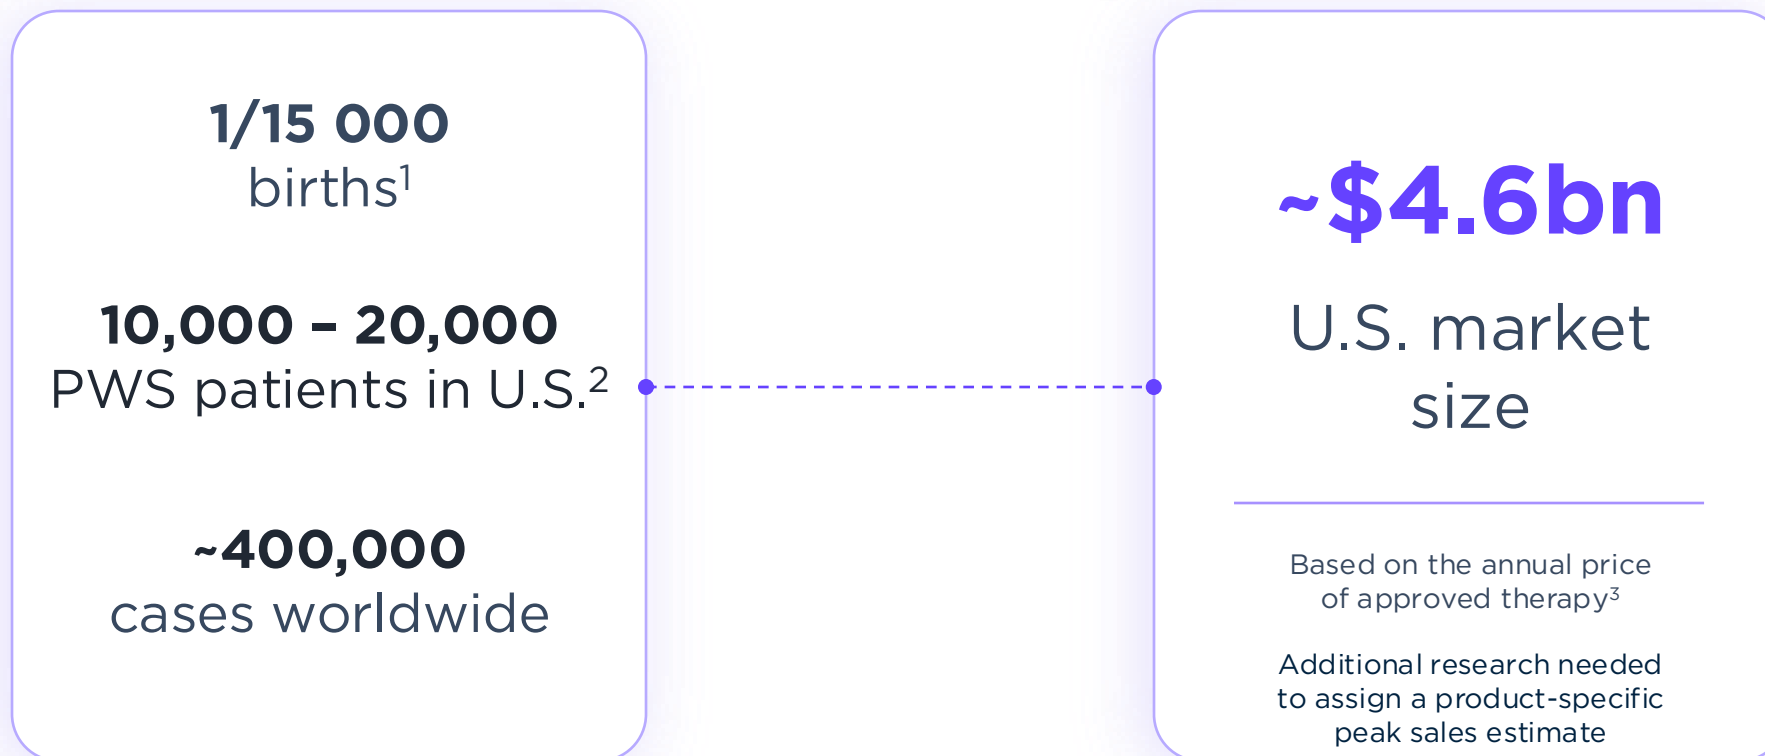 1/15 000
births¹
10,000 – 20,000
PWS patients in U.S.²
~400,000
cases worldwide
~$4.6bn
U.S. market
size
Based on the annual price
of approved therapy³
Additional research needed
to assign a product-specific
peak sales estimate